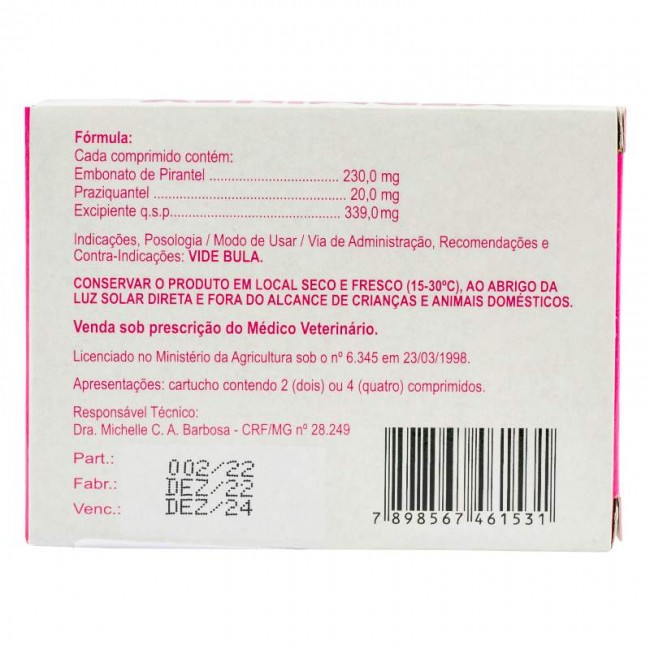 Fórmula:
Cada comprimido contém:
Embonato de Pirantel ................................ 230,0 mg
Praziquantel ............................................... 20,0 mg
Excipiente q.s.p.......................................... 339,0 mg
Indicações, Posologia / Modo de Usar / Via de Administração, Recomendações e
Contra-Indicações: VIDE BULA.
CONSERVAR O PRODUTO EM LOCAL SECO E FRESCO (15-30ºC), AO ABRIGO DA
LUZ SOLAR DIRETA E FORA DO ALCANCE DE CRIANÇAS E ANIMAIS DOMÉSTICOS.
Venda sob prescrição do Médico Veterinário.
Licenciado no Ministério da Agricultura sob o nº 6.345 em 23/03/1998.
Apresentações: cartucho contendo 2 (dois) ou 4 (quatro) comprimidos.
Responsável Técnico:
Dra. Michelle C. A. Barbosa - CRF/MG nº 28.249
Part.: 002/22
Fabr.: DEZ/22
Venc.: DEZ/24
7 898567 461531